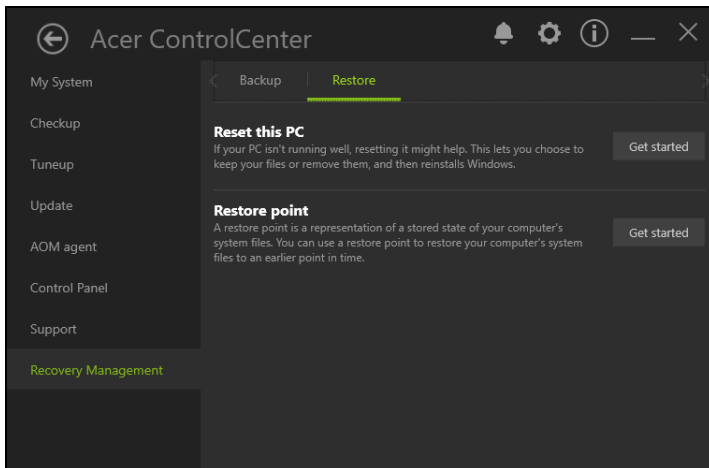 Acer ControlCenter
My System
Checkup
Tuneup
Update
AOM agent
Control Panel
Support
Recovery Management
Backup
Restore
Reset this PC
If your PC isn't running well, resetting it might help. This lets you choose to
keep your files or remove them, and then reinstalls Windows.
Get started
Restore point
A restore point is a representation of a stored state of your computer's
system files. You can use a restore point to restore your computer's system
files to an earlier point in time.
Get started